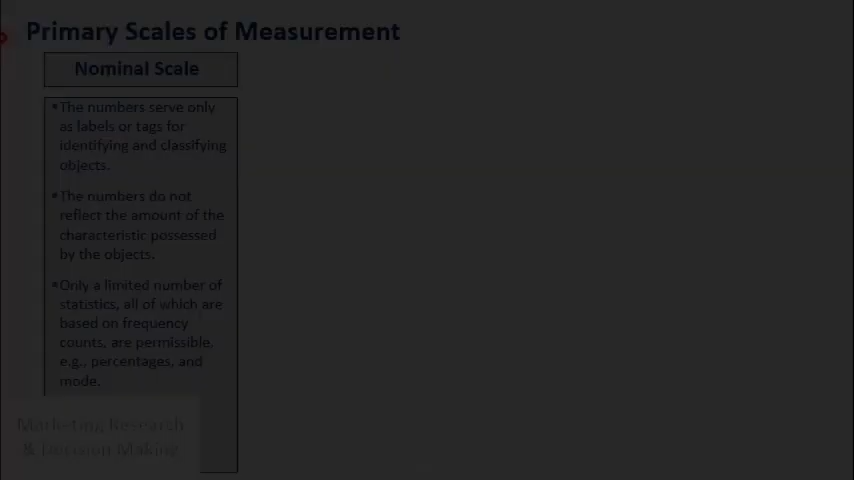 Primary Scales of Measurement
Nominal Scale
▪The numbers serve only
as labels or tags for
identifying and classifying
objects.
▪The numbers do not
reflect the amount of the
characteristic possessed
by the objects.
▪Only a limited number of
statistics, all of which are
based on frequency
counts, are permissible,
e.g., percentages, and
mode.
Marketing Research
& Decision Making